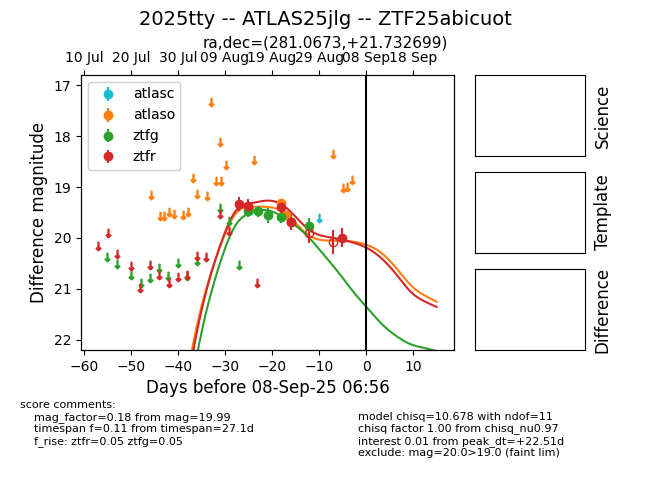 2025tty -- ATLAS25jlg -- ZTF25abicuot
ra,dec=(281.0673,+21.732699)
10 Jul 20 Jul 30 Jul 09 Aug 19 Aug 29 Aug 08 Sep 18 Sep
17
18
19
20
21
22
Difference magnitude
atlasc
atlaso
ztfg
ztfr
−60 −50 −40 −30 −20 −10 0 10
Days before 08-Sep-25 06:56
Science
Template
Difference
score comments:
mag_factor=0.18 from mag=19.99
timespan f=0.11 from timespan=27.1d
f_rise: ztfr=0.05 ztfg=0.05
model chisq=10.678 with ndof=11
chisq factor 1.00 from chisq_nu0.97
interest 0.01 from peak_dt=+22.51d
exclude: mag=20.0>19.0 (faint lim)